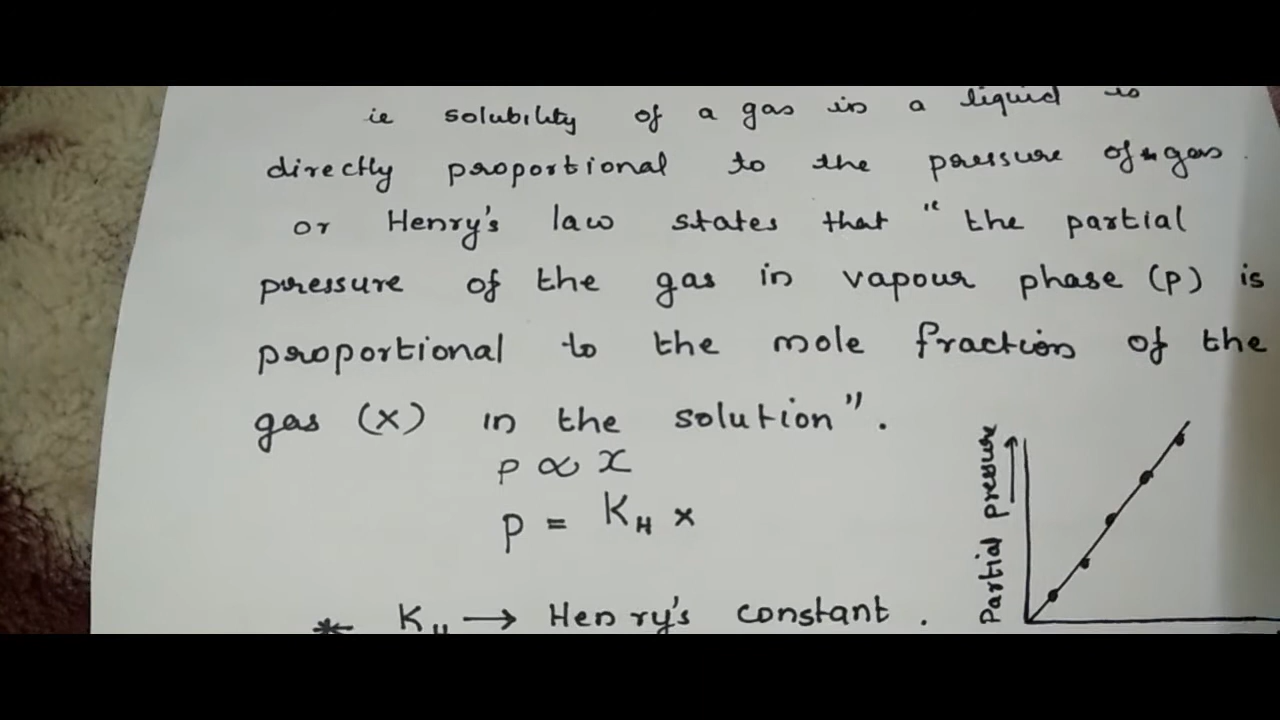 ie solubility of a gas in a liquid is
directly proportional to the pressure of a gas.
or Henry's law states that "the partial
pressure of the gas in vapour phase (p) is
proportional to the mole fraction of the
gas (x) in the solution".
p ∝ x
p = K_H x
* K_H → Henry's constant.
Partial pressure →